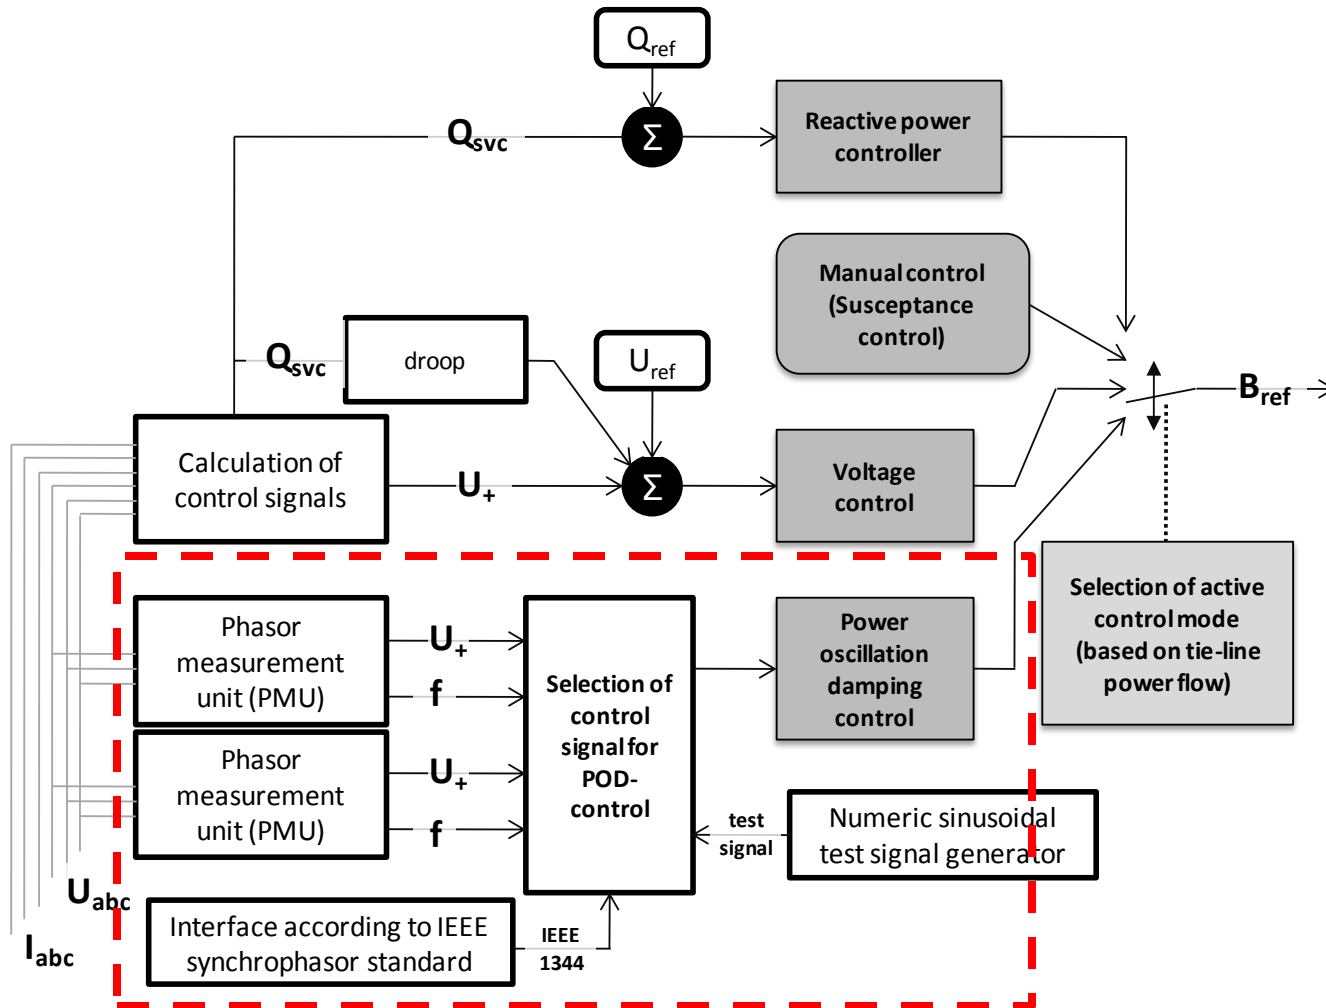 Qref
Σ
Qsvc
Reactive power
controller
Manual control
(Susceptance
control)
Qsvc
droop
Uref
Bref
Calculation of
control signals
U+
Σ
Voltage
control
Selection of active
control mode
(based on tie-line
power flow)
Phasor
measurement
unit (PMU)
U+
f
Selection of
control
signal for
POD-
control
Power
oscillation
damping
control
Phasor
measurement
unit (PMU)
U+
f
test
signal
Numeric sinusoidal
test signal generator
Uabc
Iabc
Interface according to IEEE
synchrophasor standard
IEEE
1344